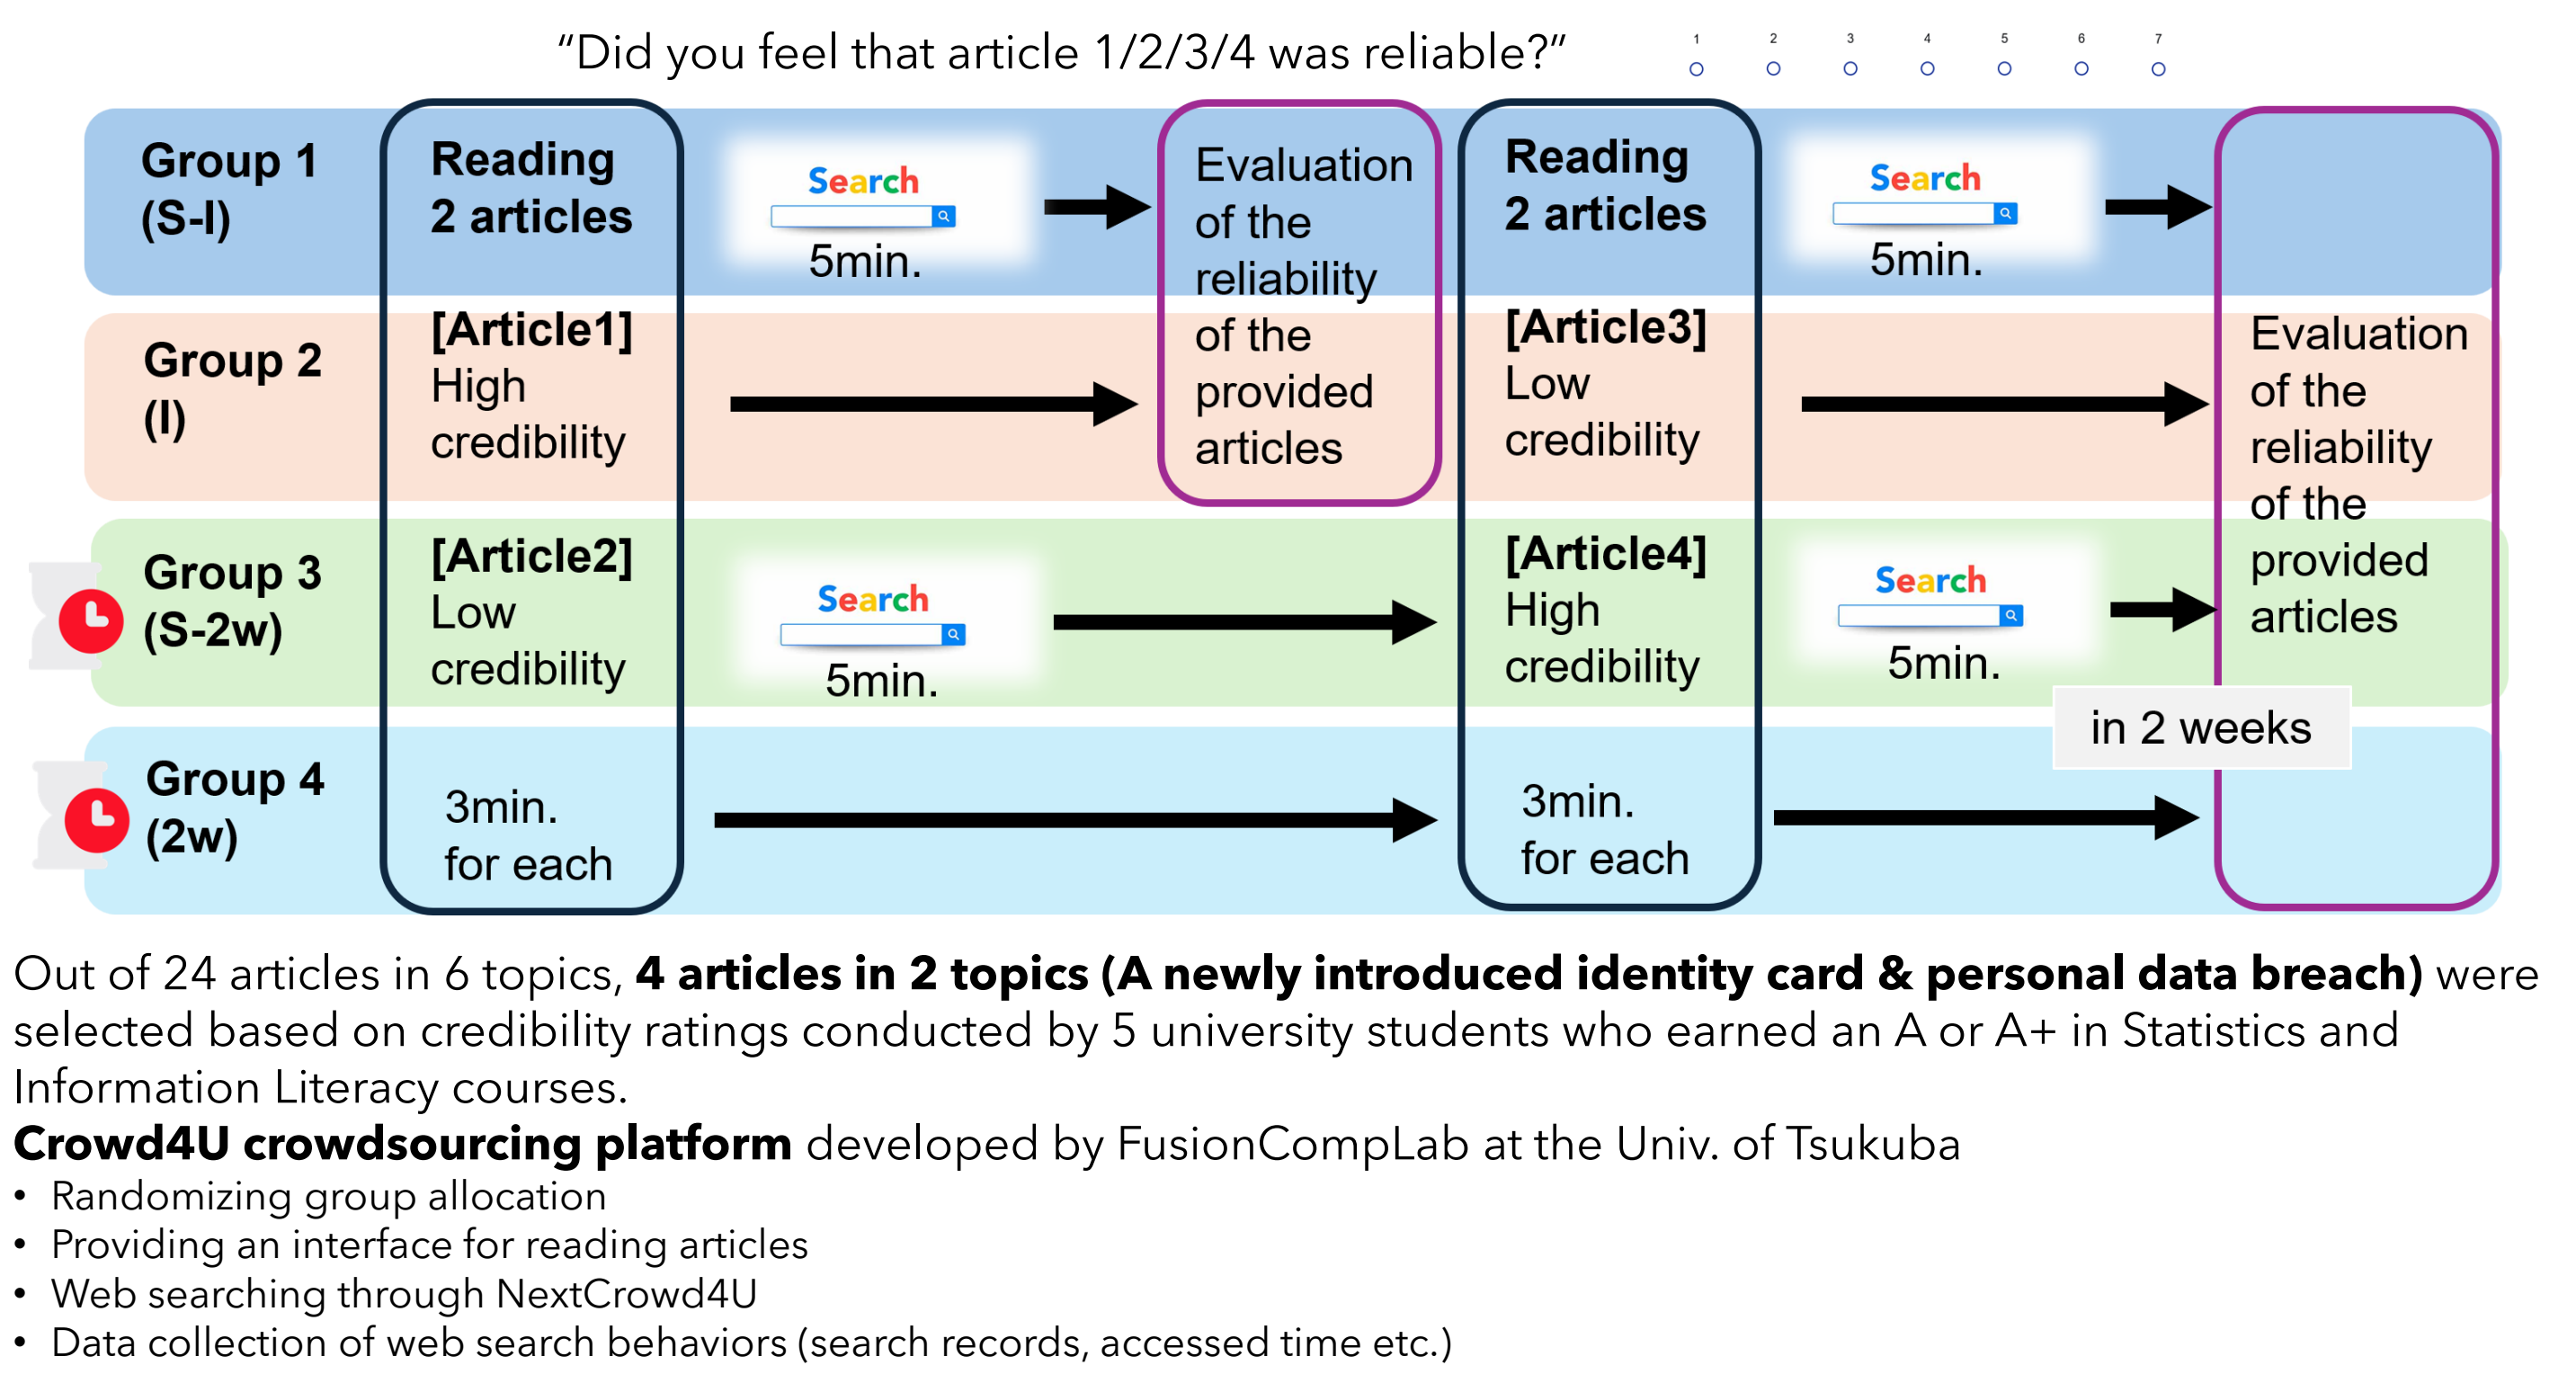 “Did you feel that article 1/2/3/4 was reliable?”
1 2 3 4 5 6 7
Group 1
(S-I)
Reading
2 articles
Search
5min.
Evaluation
of the
reliability
of the
provided
articles
Reading
2 articles
Search
5min.
Group 2
(I)
[Article1]
High
credibility
[Article3]
Low
credibility
Evaluation
of the
reliability
of the
provided
articles
Group 3
(S-2w)
[Article2]
Low
credibility
Search
5min.
[Article4]
High
credibility
Search
5min.
in 2 weeks
Group 4
(2w)
3min.
for each
3min.
for each
Out of 24 articles in 6 topics, 4 articles in 2 topics (A newly introduced identity card & personal data breach) were
selected based on credibility ratings conducted by 5 university students who earned an A or A+ in Statistics and
Information Literacy courses.
Crowd4U crowdsourcing platform developed by FusionCompLab at the Univ. of Tsukuba
• Randomizing group allocation
• Providing an interface for reading articles
• Web searching through NextCrowd4U
• Data collection of web search behaviors (search records, accessed time etc.)